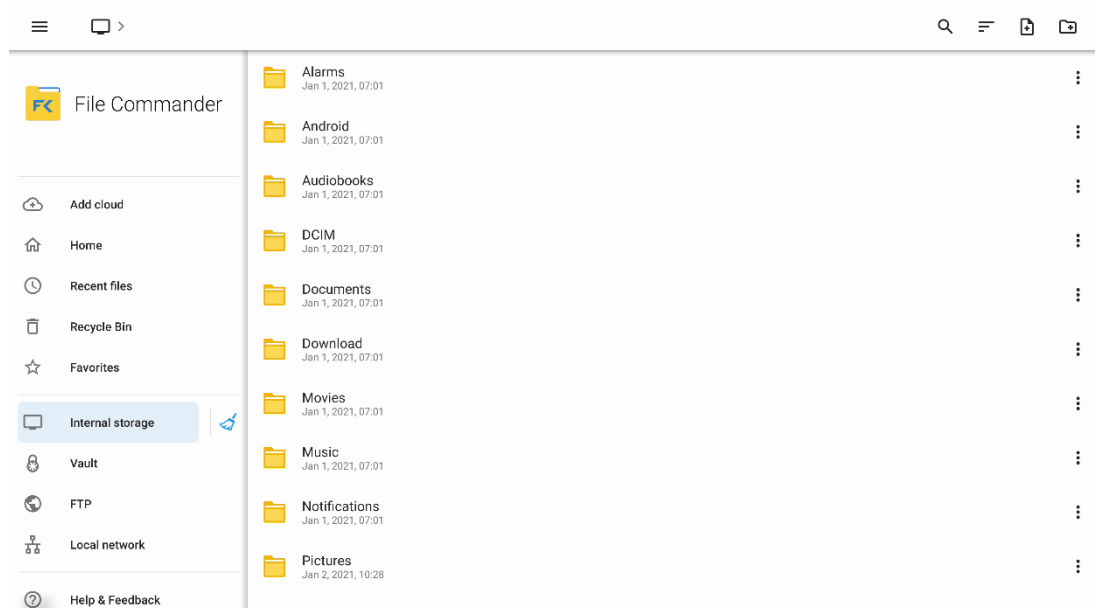 File Commander
Add cloud
Home
Recent files
Recycle Bin
Favorites
Internal storage
Vault
FTP
Local network
Help & Feedback
Alarms
Jan 1, 2021, 07:01
Android
Jan 1, 2021, 07:01
Audiobooks
Jan 1, 2021, 07:01
DCIM
Jan 1, 2021, 07:01
Documents
Jan 1, 2021, 07:01
Download
Jan 1, 2021, 07:01
Movies
Jan 1, 2021, 07:01
Music
Jan 1, 2021, 07:01
Notifications
Jan 1, 2021, 07:01
Pictures
Jan 2, 2021, 10:28